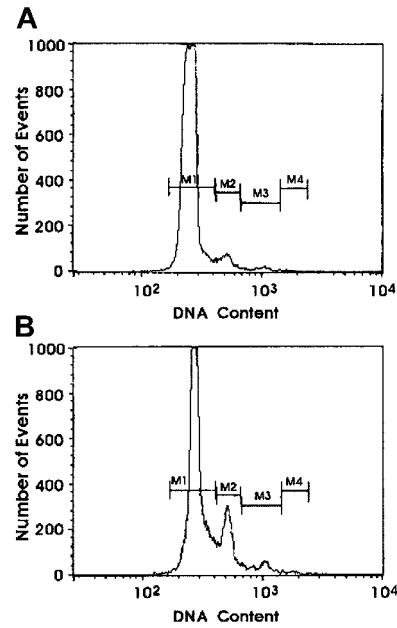 A
1000
800
600
400
200
0
Number of Events
M1
M2
M3
M4
10²
10³
10⁴
DNA Content
B
1000
800
600
400
200
0
Number of Events
M1
M2
M3
M4
10²
10³
10⁴
DNA Content